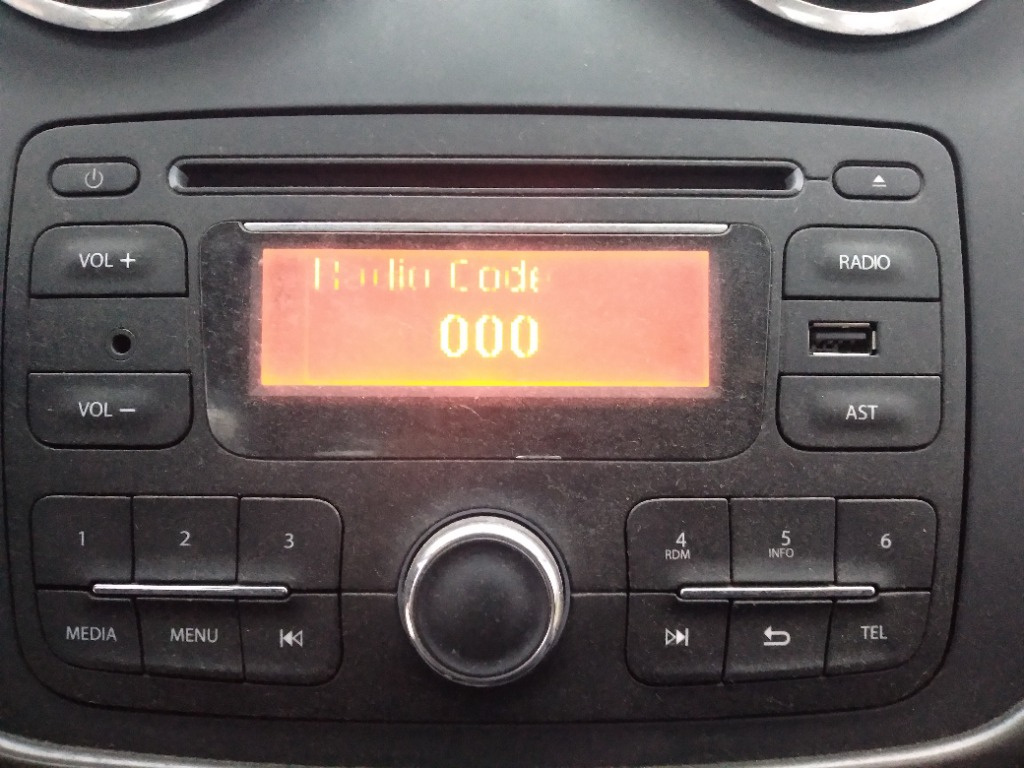 VOL +
RADIO
Radio Code
000
VOL −
AST
1
2
3
4
RDM
5
INFO
6
MEDIA
MENU
TEL